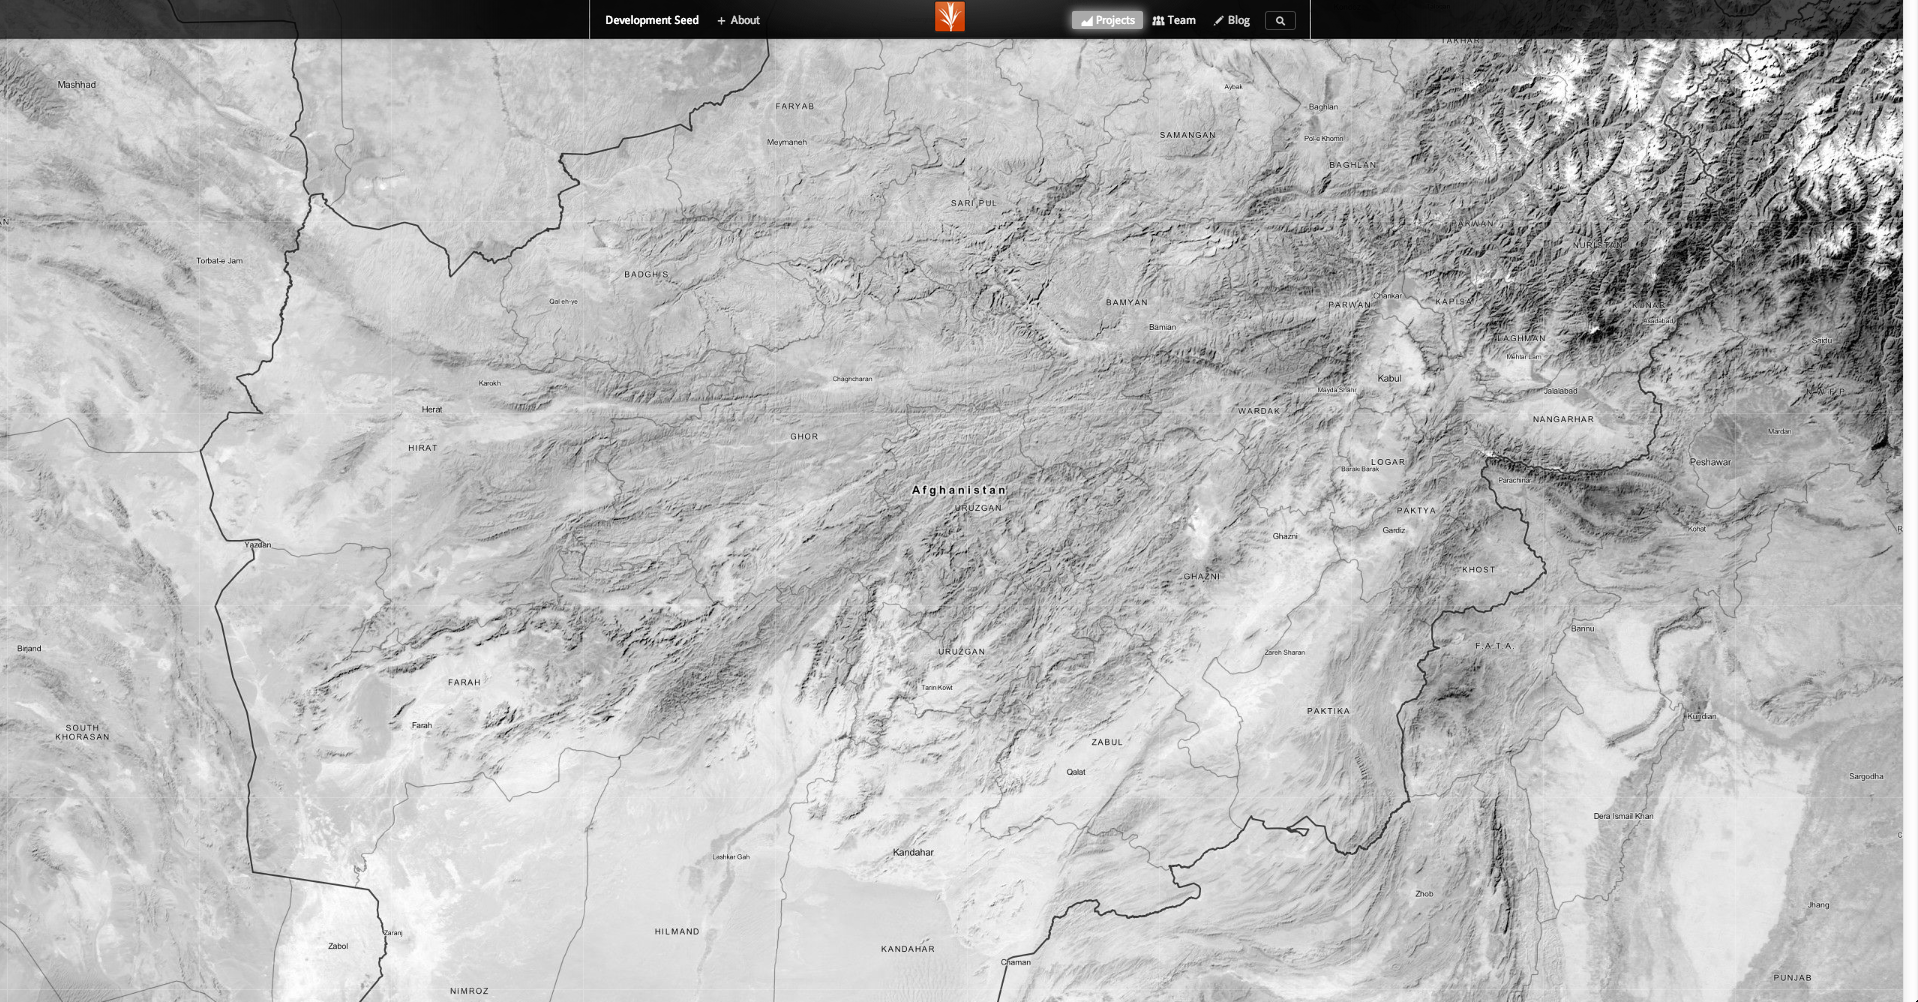 Development Seed
+ About
Projects
Team
Blog
TAKHAR
Mashhad
Aybak
FARYAB
Baghlan
SAMANGAN
Meymaneh
Pol-e Khomri
BAGHLAN
SARI PUL
PARWAN
NURISTAN
Torbat-e Jam
BADGHIS
Qal eh-ye
BAMYAN
Charikar
PARWAN
KAPISA
KUNAR
Bamian
Asadabad
LAGHMAN
Saidu
Mehtar Lam
Karokh
Chaghcharan
Kabul
Mayda Shahr
Jalalabad
N.W.F.P.
Herat
WARDAK
NANGARHAR
Mardan
GHOR
HIRAT
LOGAR
Peshawar
Baraki Barak
Parachinar
Afghanistan
URUZGAN
PAKTYA
Gardiz
Kohat
Ghazni
Yazdan
KHOST
GHAZNI
Bannu
Birjand
URUZGAN
Zareh Sharan
F.A.T.A.
FARAH
Tarin Kowt
PAKTIKA
Kundian
Farah
SOUTH
KHORASAN
ZABUL
Qalat
Sargodha
Dera Ismail Khan
Kandahar
Lashkar Gah
Zhob
Jhang
HILMAND
Zaranj
Zabol
KANDAHAR
Chaman
PUNJAB
NIMROZ